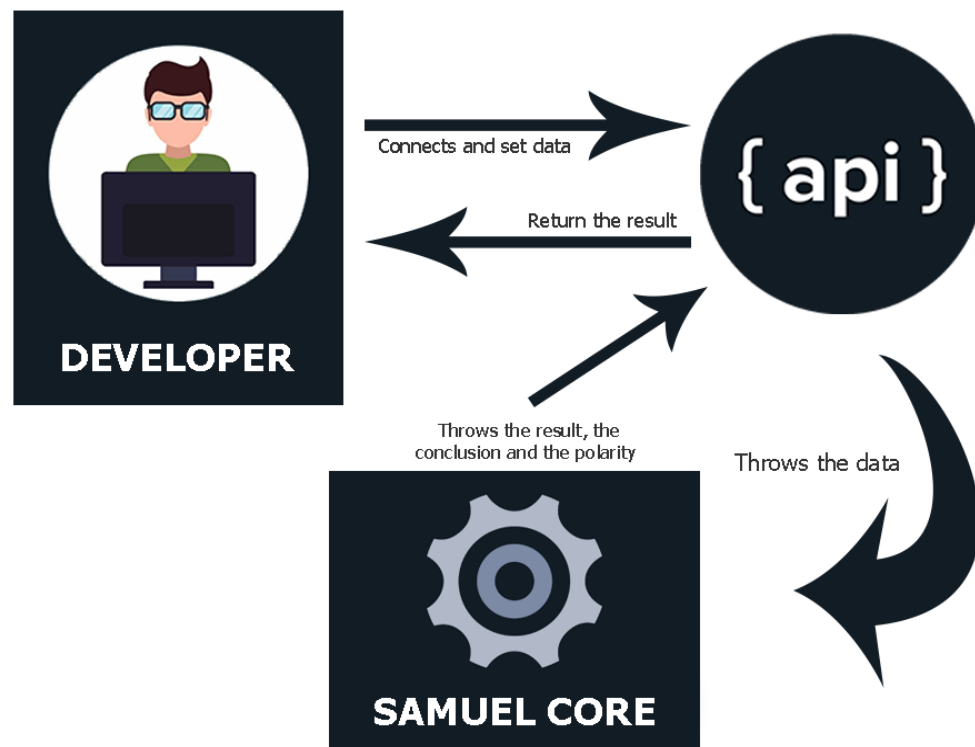 Connects and set data
{ api }
Return the result
DEVELOPER
Throws the result, the
conclusion and the polarity
Throws the data
SAMUEL CORE